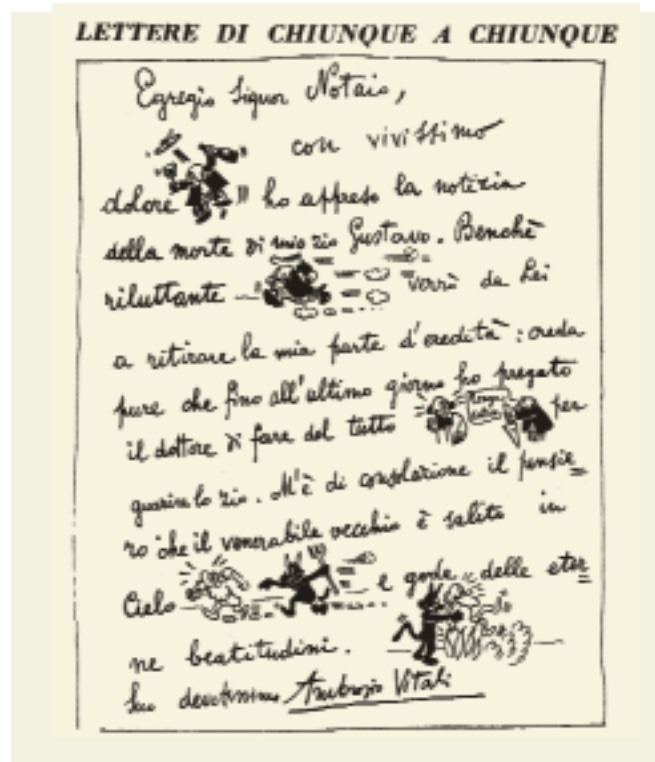 LETTERE DI CHIUNQUE A CHIUNQUE
Egregio Signor Notaio,
con vivissimo
dolore ho appreso la notizia
della morte di mio zio Gustavo. Benchè
riluttante verrò da Lei
a ritirare la mia parte d'eredità: creda
pure che fino all'ultimo giorno ho pregato
il dottore di fare del tutto per
guarire lo zio. M'è di consolazione il pensie=
ro che il venerabile vecchio è salito in
Cielo e gode delle eter=
ne beatitudini.
Suo devotissimo Ambrogio Vitali